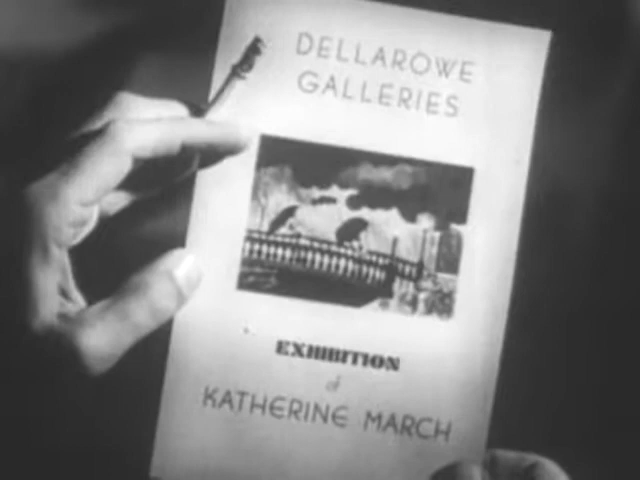 DELLAROWE
GALLERIES
EXHIBITION
of
KATHERINE MARCH